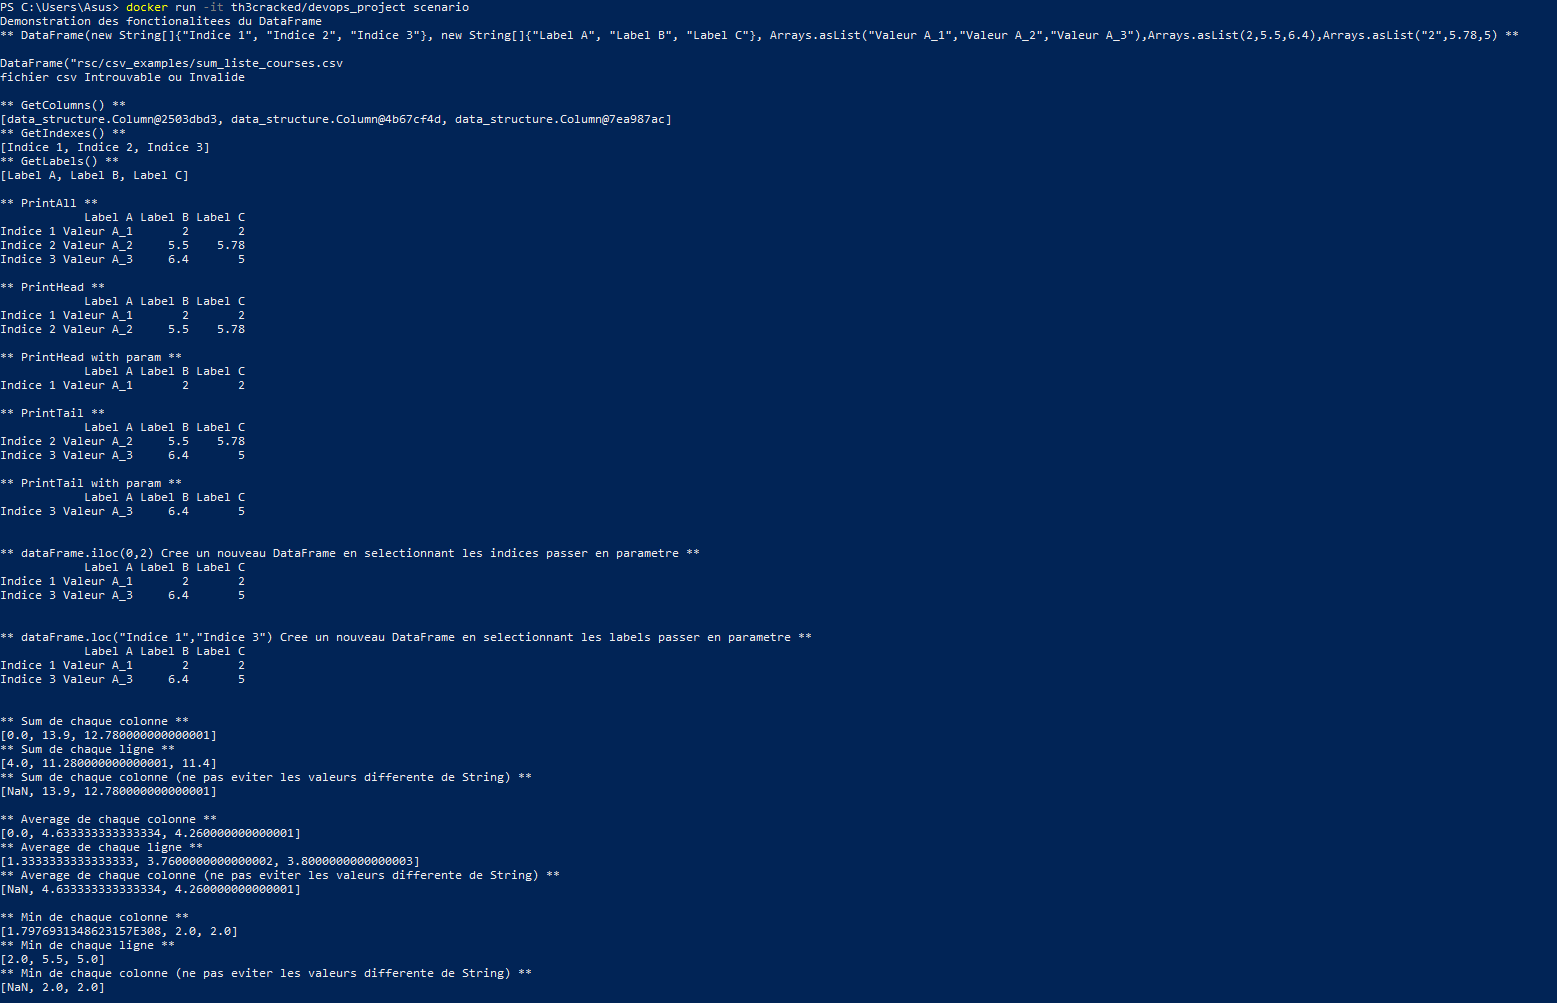 PS C:\Users\Asus> docker run -it th3cracked/devops_project scenario
Demonstration des fonctionalitees du DataFrame
** DataFrame(new String[]{"Indice 1", "Indice 2", "Indice 3"}, new String[]{"Label A", "Label B", "Label C"}, Arrays.asList("Valeur A_1","Valeur A_2","Valeur A_3"),Arrays.asList(2,5.5,6.4),Arrays.asList("2",5.78,5) **
DataFrame("rsc/csv_examples/sum_liste_courses.csv
fichier csv Introuvable ou Invalide
** GetColumns() **
[data_structure.Column@2503dbd3, data_structure.Column@4b67cf4d, data_structure.Column@7ea987ac]
** GetIndexes() **
[Indice 1, Indice 2, Indice 3]
** GetLabels() **
[Label A, Label B, Label C]
** PrintAll **
Label A Label B Label C
Indice 1 Valeur A_1 2 2
Indice 2 Valeur A_2 5.5 5.78
Indice 3 Valeur A_3 6.4 5
** PrintHead **
Label A Label B Label C
Indice 1 Valeur A_1 2 2
Indice 2 Valeur A_2 5.5 5.78
** PrintHead with param **
Label A Label B Label C
Indice 1 Valeur A_1 2 2
** PrintTail **
Label A Label B Label C
Indice 2 Valeur A_2 5.5 5.78
Indice 3 Valeur A_3 6.4 5
** PrintTail with param **
Label A Label B Label C
Indice 3 Valeur A_3 6.4 5
** dataFrame.iloc(0,2) Cree un nouveau DataFrame en selectionnant les indices passer en parametre **
Label A Label B Label C
Indice 1 Valeur A_1 2 2
Indice 3 Valeur A_3 6.4 5
** dataFrame.loc("Indice 1","Indice 3") Cree un nouveau DataFrame en selectionnant les labels passer en parametre **
Label A Label B Label C
Indice 1 Valeur A_1 2 2
Indice 3 Valeur A_3 6.4 5
** Sum de chaque colonne **
[0.0, 13.9, 12.780000000000001]
** Sum de chaque ligne **
[4.0, 11.280000000000001, 11.4]
** Sum de chaque colonne (ne pas eviter les valeurs differente de String) **
[NaN, 13.9, 12.780000000000001]
** Average de chaque colonne **
[0.0, 4.633333333333334, 4.260000000000001]
** Average de chaque ligne **
[1.3333333333333333, 3.7600000000000002, 3.8000000000000003]
** Average de chaque colonne (ne pas eviter les valeurs differente de String) **
[NaN, 4.633333333333334, 4.260000000000001]
** Min de chaque colonne **
[1.7976931348623157E308, 2.0, 2.0]
** Min de chaque ligne **
[2.0, 5.5, 5.0]
** Min de chaque colonne (ne pas eviter les valeurs differente de String) **
[NaN, 2.0, 2.0]